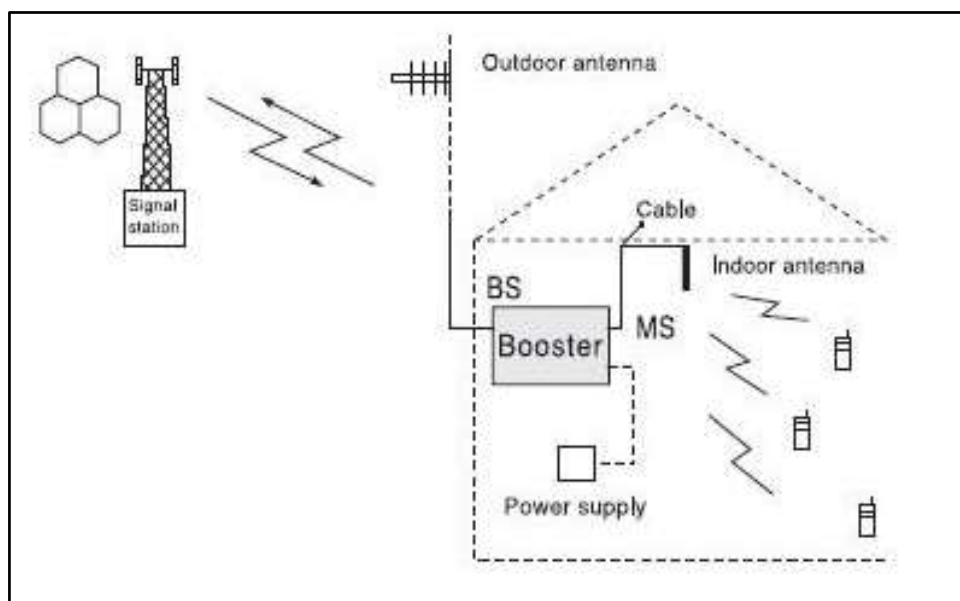 Outdoor antenna
Signal
station
Cable
Indoor antenna
BS
MS
Booster
Power supply